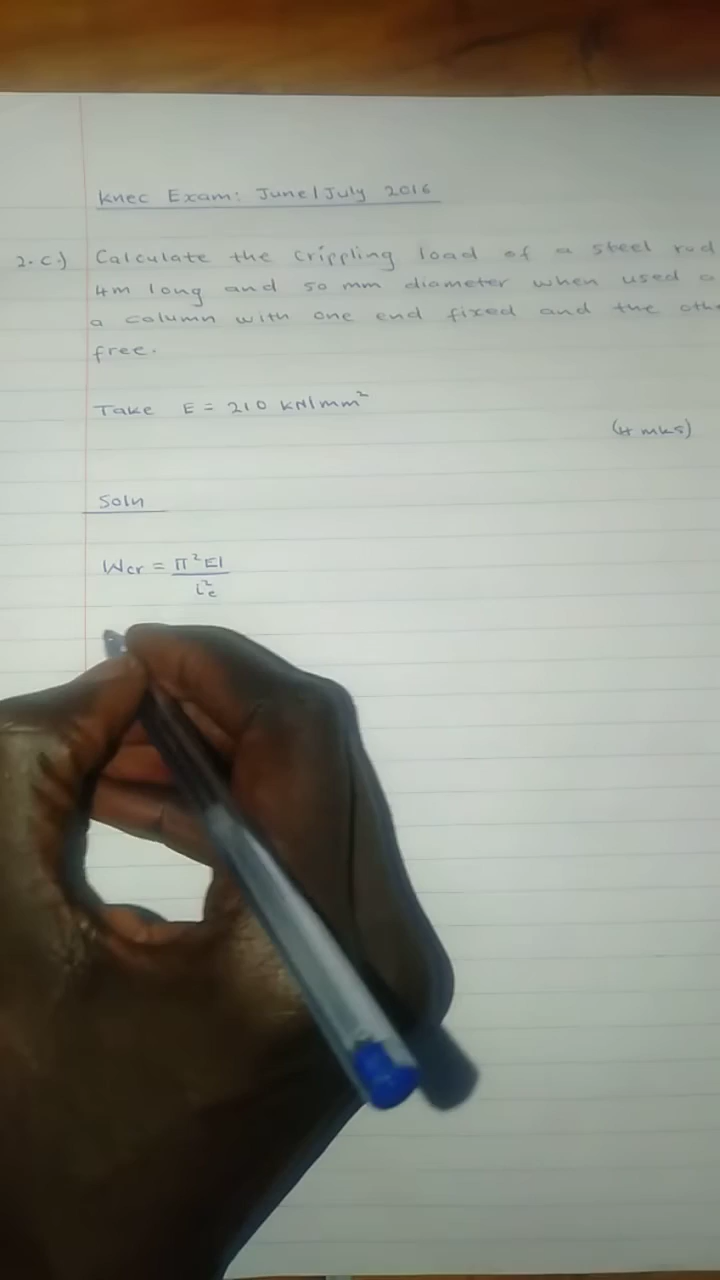 Knec Exam: June/July 2016
2.c.) Calculate the crippling load of a steel rod
4m long and 50 mm diameter when used
a column with one end fixed and the
free.
Take E = 210 kN/mm²
(4 mks)
Soln
Wcr = π²EI
Le²